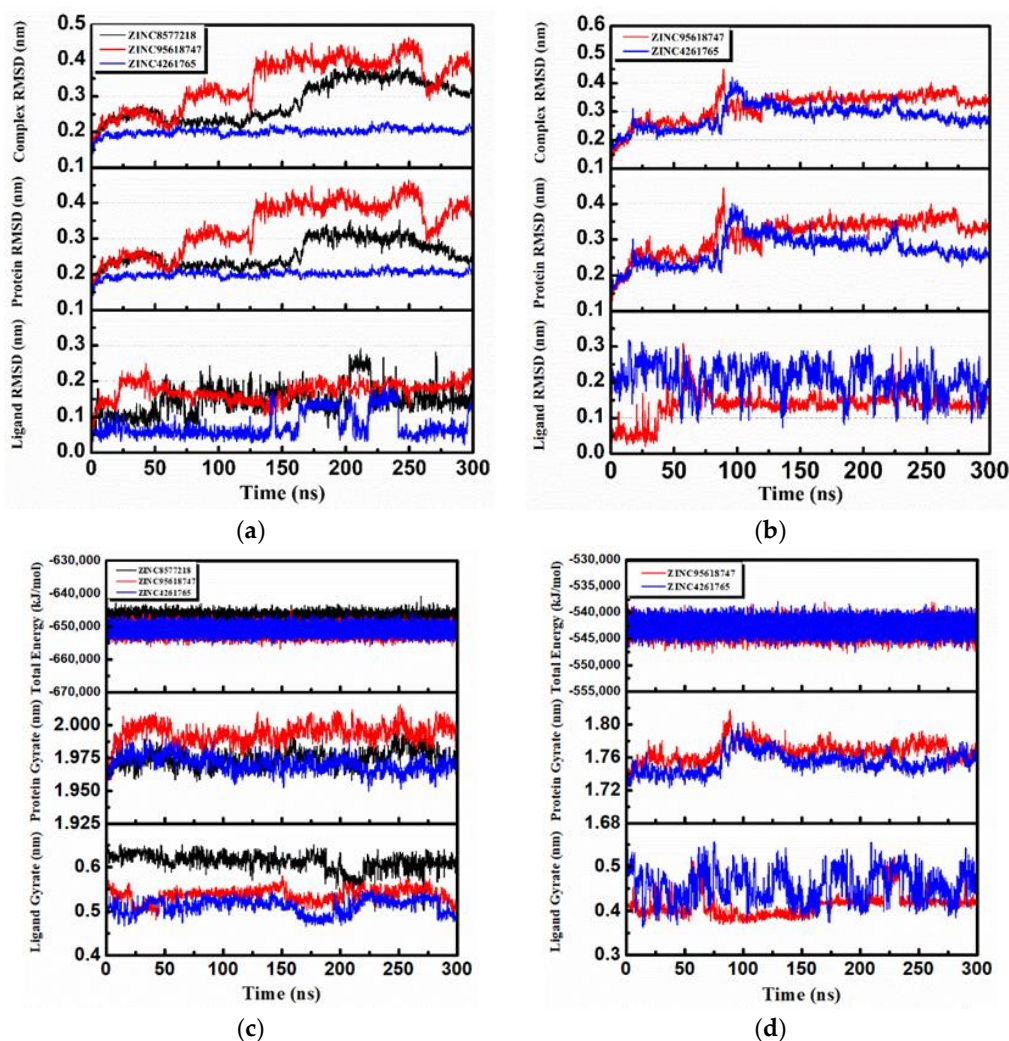 ZINC8577218
ZINC95618747
ZINC4261765
Complex RMSD (nm)
0.5
0.4
0.3
0.2
0.1
Protein RMSD (nm)
0.4
0.3
0.2
0.1
Ligand RMSD (nm)
0.3
0.2
0.1
0.0
0 50 100 150 200 250 300
Time (ns)
(a)
ZINC95618747
ZINC4261765
Complex RMSD (nm)
0.6
0.5
0.4
0.3
0.2
0.1
Protein RMSD (nm)
0.5
0.4
0.3
0.2
0.1
Ligand RMSD (nm)
0.3
0.2
0.1
0.0
0 50 100 150 200 250 300
Time (ns)
(b)
ZINC8577218
ZINC95618747
ZINC4261765
Total Energy (kJ/mol)
-630,000
-640,000
-650,000
-660,000
-670,000
Protein Gyrate (nm)
2.000
1.975
1.950
1.925
Ligand Gyrate (nm)
0.6
0.5
0.4
0 50 100 150 200 250 300
Time (ns)
(c)
ZINC95618747
ZINC4261765
Total Energy (kJ/mol)
-530,000
-535,000
-540,000
-545,000
-550,000
-555,000
Protein Gyrate (nm)
1.80
1.76
1.72
1.68
Ligand Gyrate (nm)
0.5
0.4
0.3
0 50 100 150 200 250 300
Time (ns)
(d)